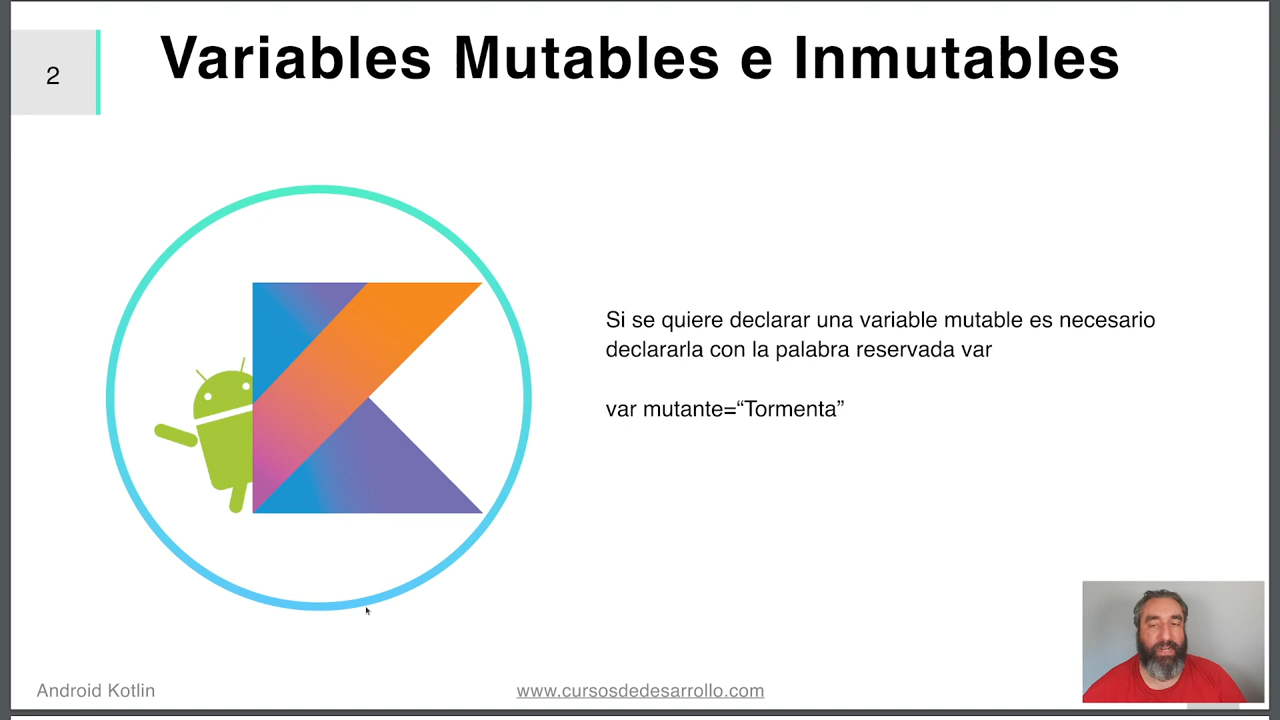 2
Variables Mutables e Inmutables
Si se quiere declarar una variable mutable es necesario
declararla con la palabra reservada var
var mutante=“Tormenta”
Android Kotlin
www.cursosdedesarrollo.com